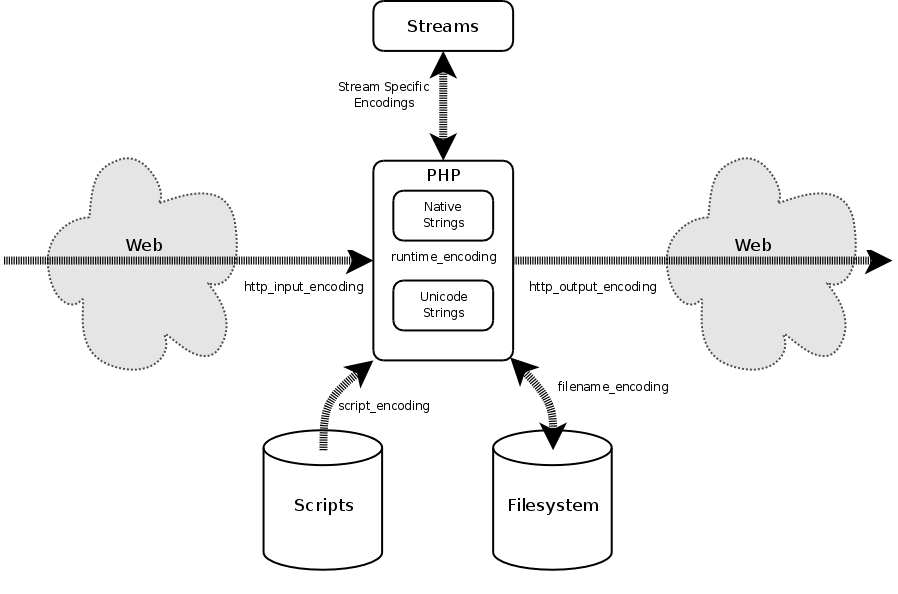 Streams
Stream Specific
Encodings
PHP
Native
Strings
Web
Web
runtime_encoding
http_input_encoding
http_output_encoding
Unicode
Strings
filename_encoding
script_encoding
Scripts
Filesystem